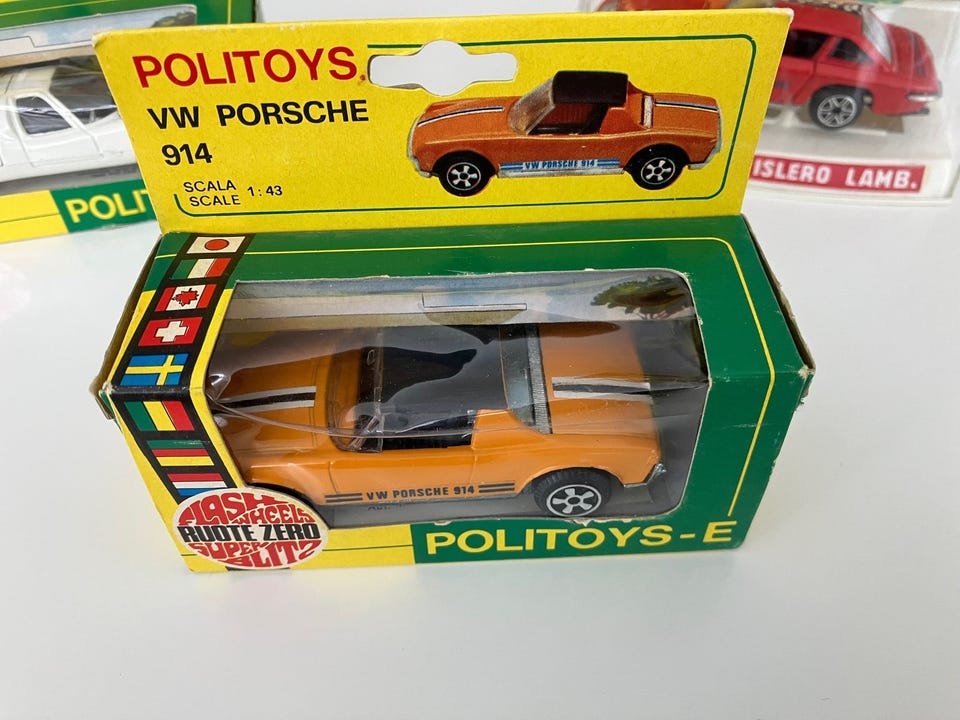 POLITOYS
VW PORSCHE
914
SCALA
SCALE 1:43
VW PORSCHE 914
POLIT
ISLERO LAMB.
VW PORSCHE 914
FLASH
WHEELS
RUOTE ZERO
SUPER
BLITZ
POLITOYS-E